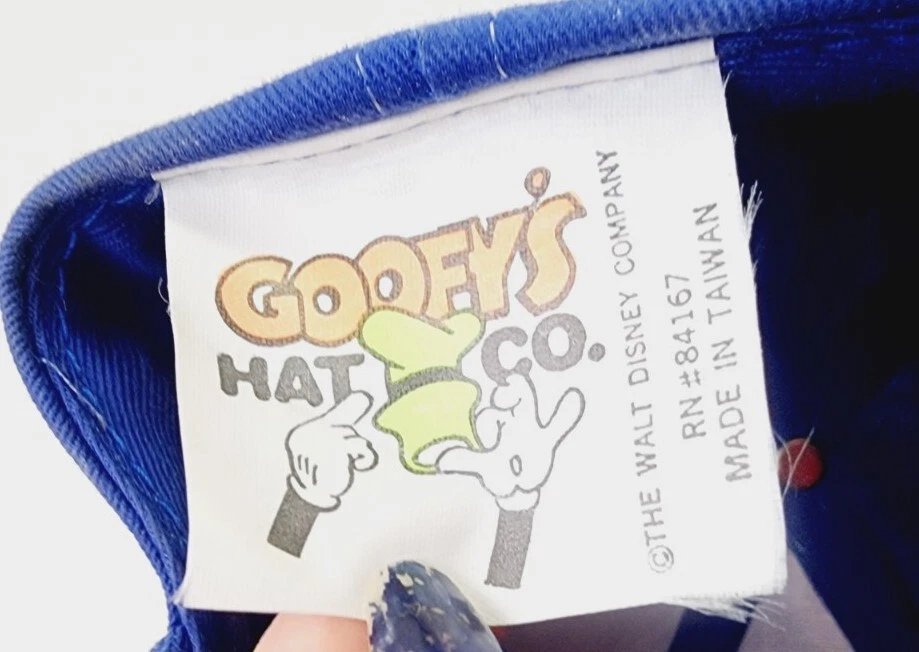 GOOFY'S
HAT CO.
©THE WALT DISNEY COMPANY
RN#84167
MADE IN TAIWAN